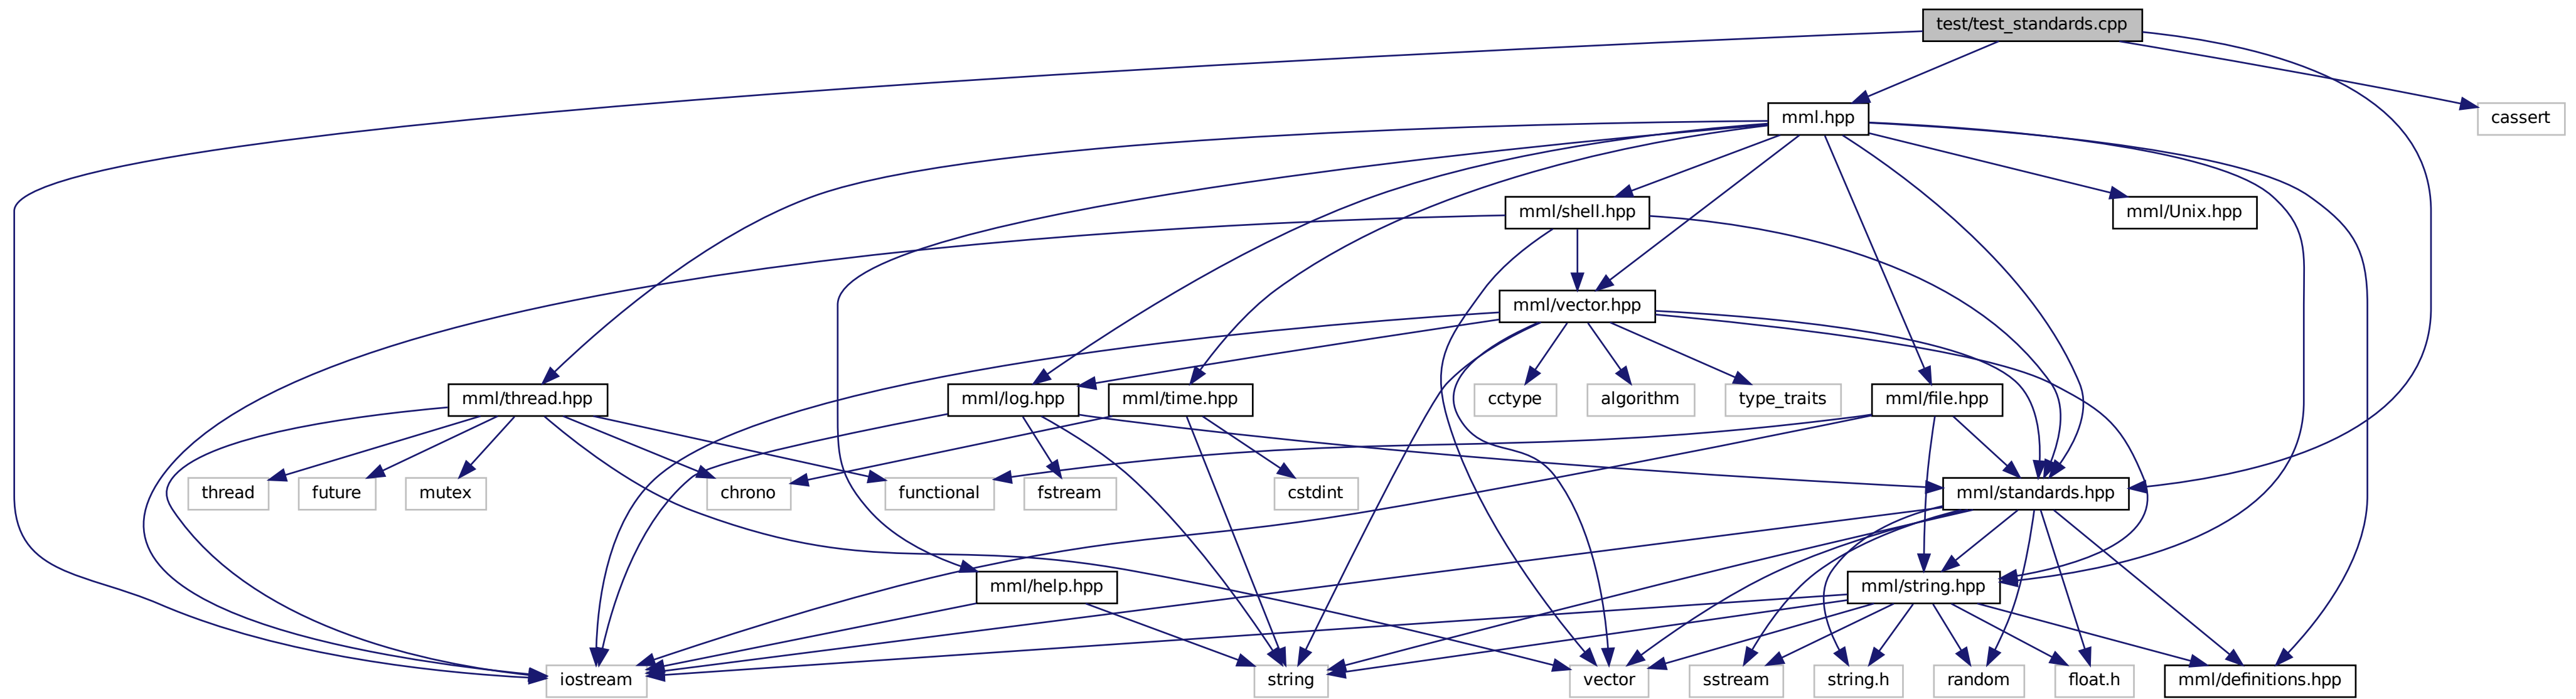 test/test_standards.cpp
mml.hpp
cassert
mml/shell.hpp
mml/Unix.hpp
mml/vector.hpp
mml/thread.hpp
mml/log.hpp
mml/time.hpp
cctype
algorithm
type_traits
mml/file.hpp
thread
future
mutex
chrono
functional
fstream
cstdint
mml/standards.hpp
mml/help.hpp
mml/string.hpp
iostream
string
vector
sstream
string.h
random
float.h
mml/definitions.hpp